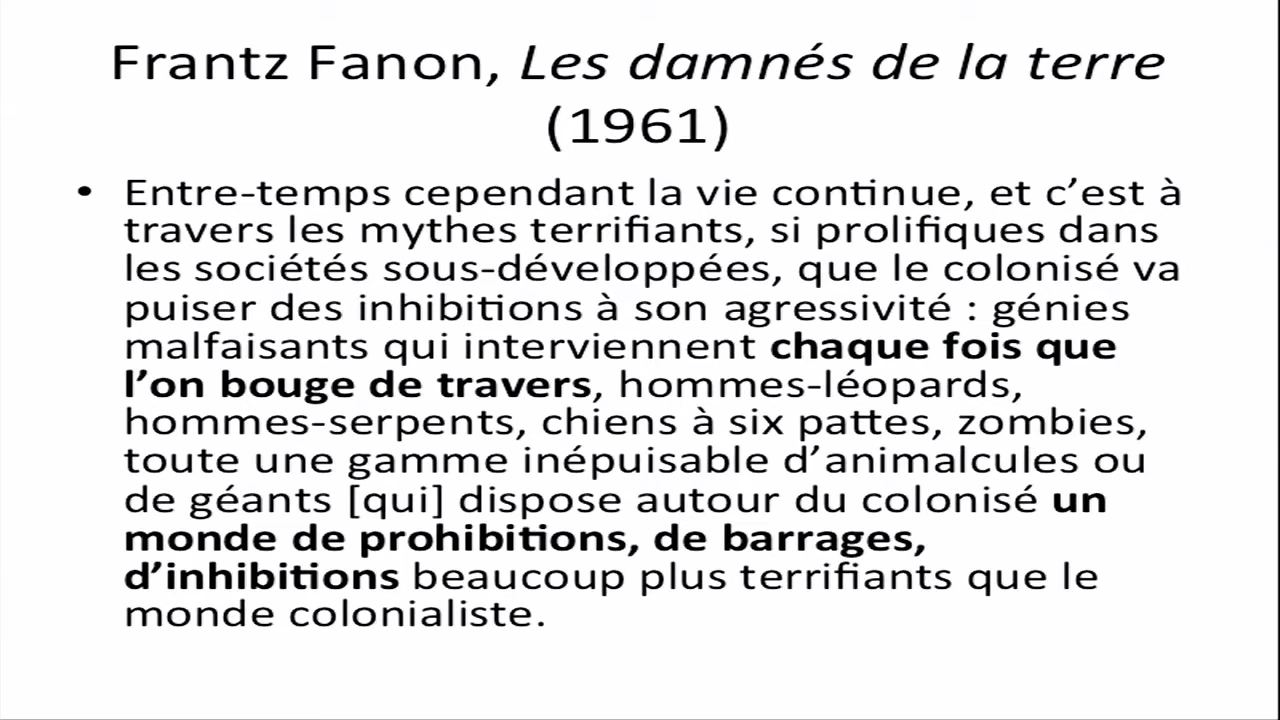 Frantz Fanon, Les damnés de la terre
(1961)
• Entre-temps cependant la vie continue, et c’est à
travers les mythes terrifiants, si prolifiques dans
les sociétés sous-développées, que le colonisé va
puiser des inhibitions à son agressivité : génies
malfaisants qui interviennent chaque fois que
l’on bouge de travers, hommes-léopards,
hommes-serpents, chiens à six pattes, zombies,
toute une gamme inépuisable d’animalcules ou
de géants [qui] dispose autour du colonisé un
monde de prohibitions, de barrages,
d’inhibitions beaucoup plus terrifiants que le
monde colonialiste.